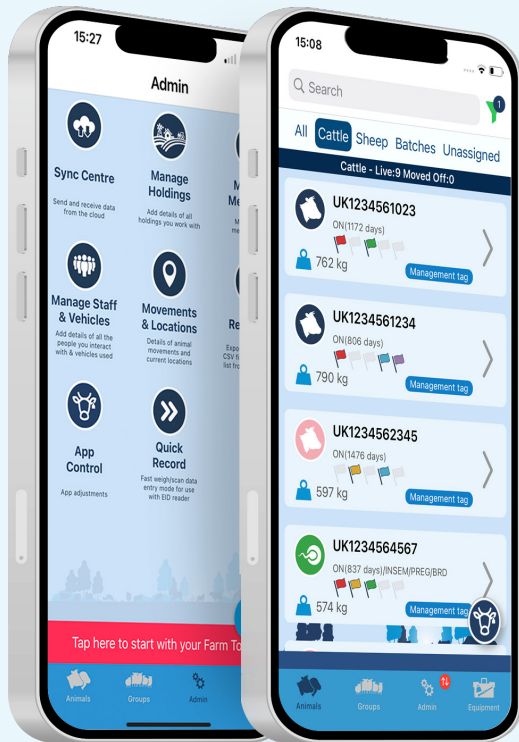 15:27
Admin
Sync Centre
Send and receive data
from the cloud
Manage
Holdings
Add details of all
holdings you work with
Manage Staff
& Vehicles
Add details of all the
people you interact
with & vehicles used
Movements
& Locations
Details of animal
movements and
current locations
App
Control
App adjustments
Quick
Record
Fast weigh/scan data
entry mode for use
with EID reader
Tap here to start with your Farm
Animals
Groups
Admin
15:08
Search
1
All Cattle Sheep Batches Unassigned
Cattle - Live:9 Moved Off:0
UK1234561023
ON(1172 days)
762 kg
Management tag
UK1234561234
ON(806 days)
790 kg
Management tag
UK1234562345
ON(1476 days)
597 kg
Management tag
UK1234564567
ON(837 days)/INSEM/PREG/BRD
574 kg
Management tag
Animals
Groups
Admin
Equipment